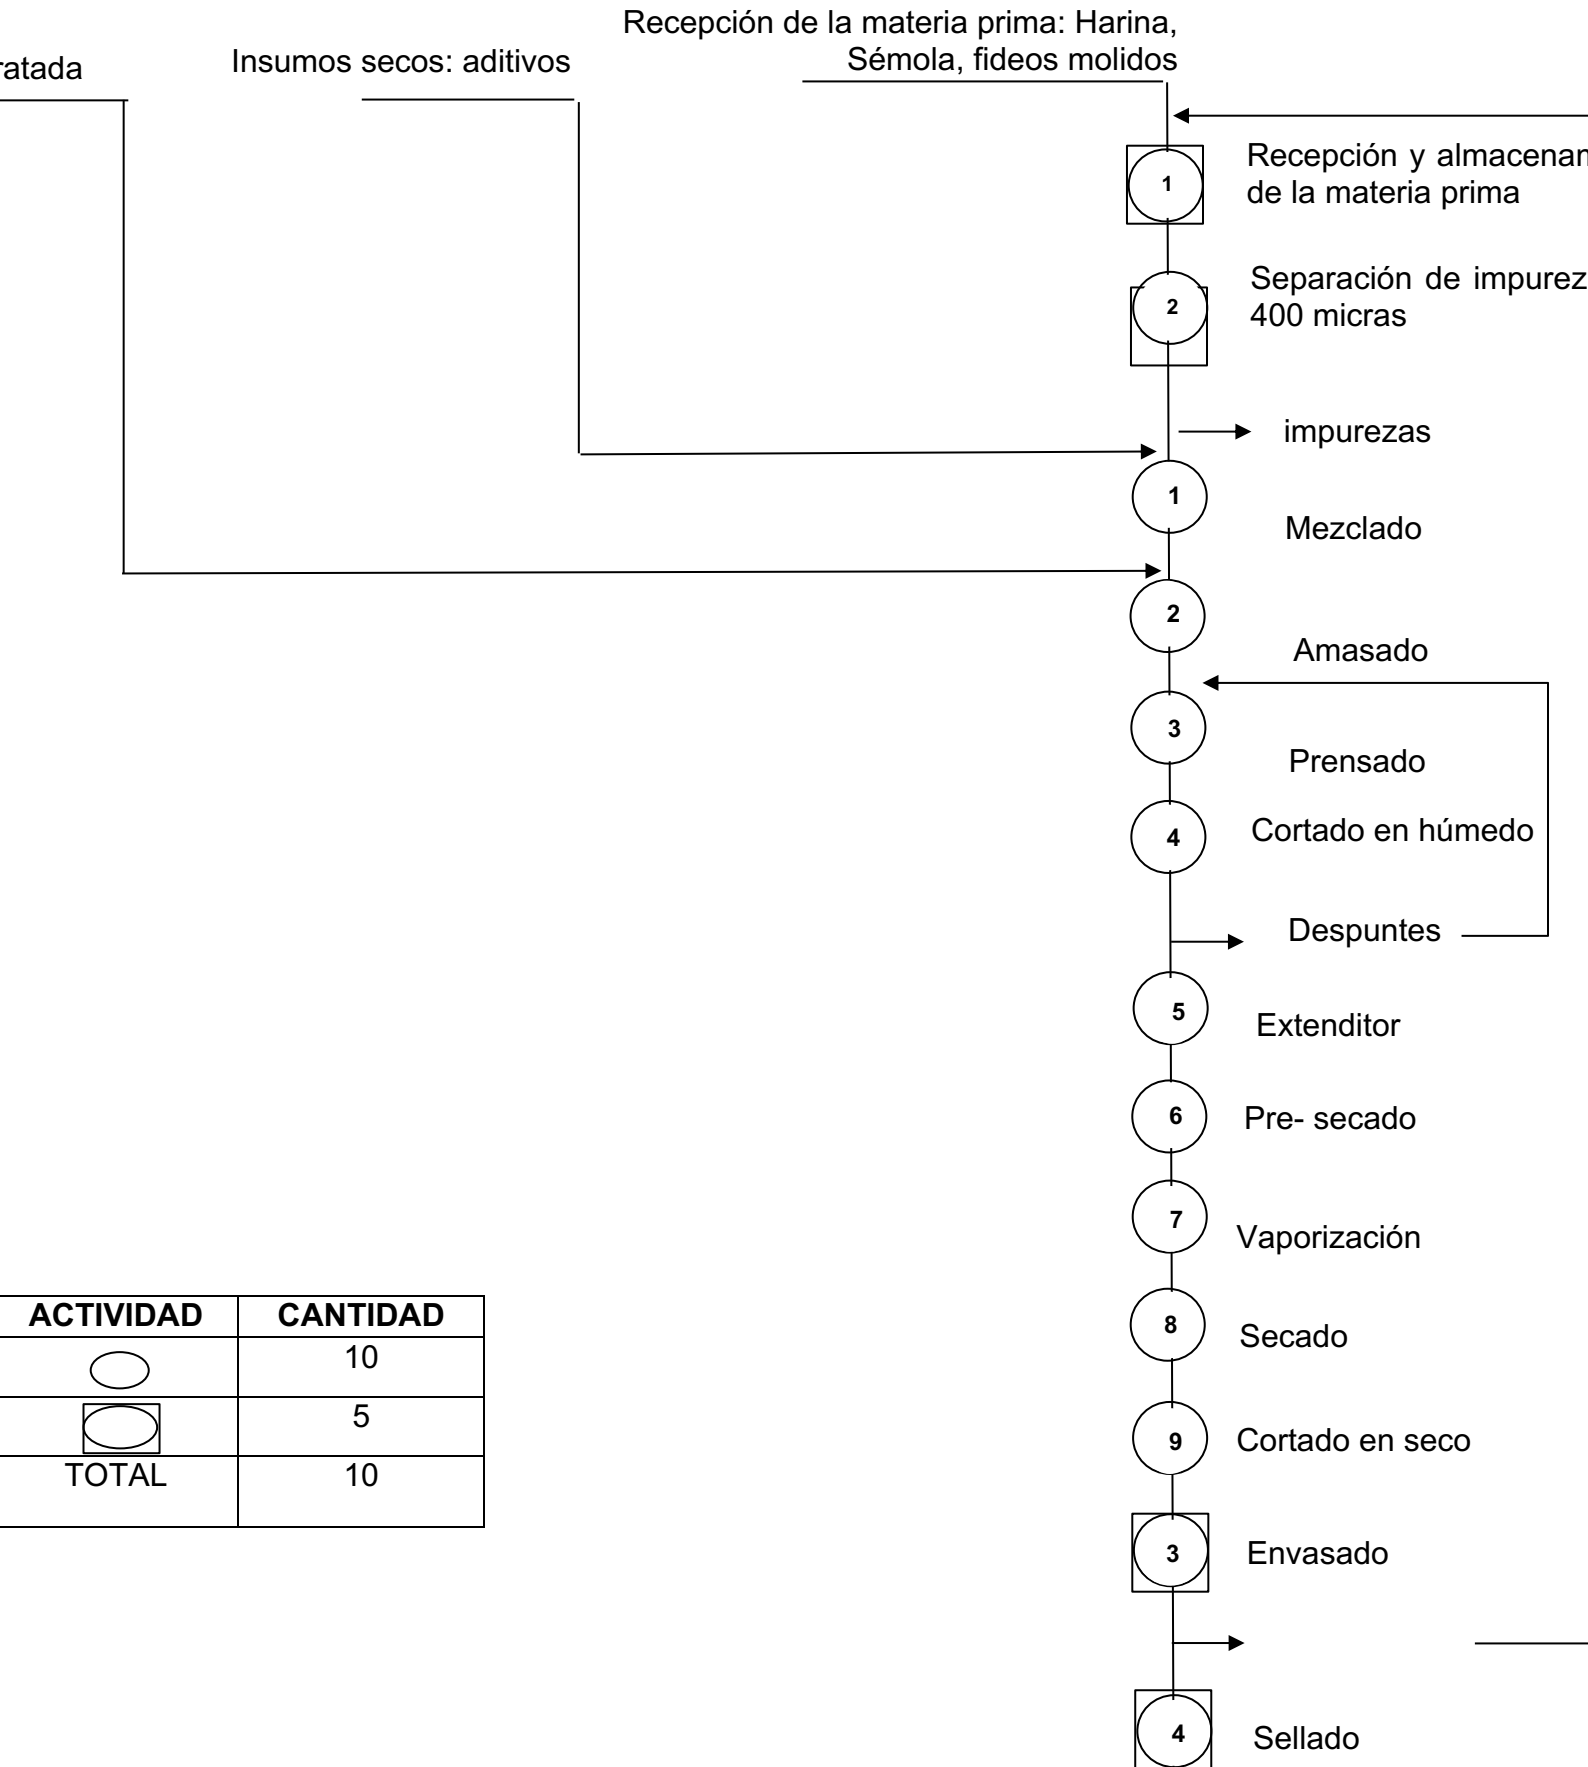 Recepción de la materia prima: Harina,
Sémola, fideos molidos
Insumos secos: aditivos
ratada
1
Recepción y almacenan
de la materia prima
2
Separación de impurez
400 micras
impurezas
1
Mezclado
2
Amasado
3
Prensado
4
Cortado en húmedo
Despuntes
5
Extenditor
6
Pre- secado
7
Vaporización
8
Secado
9
Cortado en seco
3
Envasado
4
Sellado
ACTIVIDAD CANTIDAD
10
5
TOTAL 10